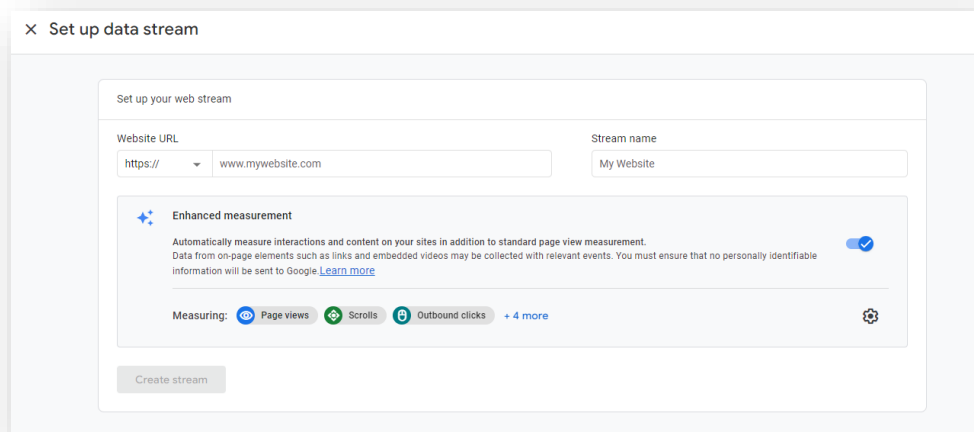 Set up data stream
Set up your web stream
Website URL
Stream name
https://
www.mywebsite.com
My Website
Enhanced measurement
Automatically measure interactions and content on your sites in addition to standard page view measurement.
Data from on-page elements such as links and embedded videos may be collected with relevant events. You must ensure that no personally identifiable
information will be sent to Google.Learn more
Measuring: Page views Scrolls Outbound clicks + 4 more
Create stream